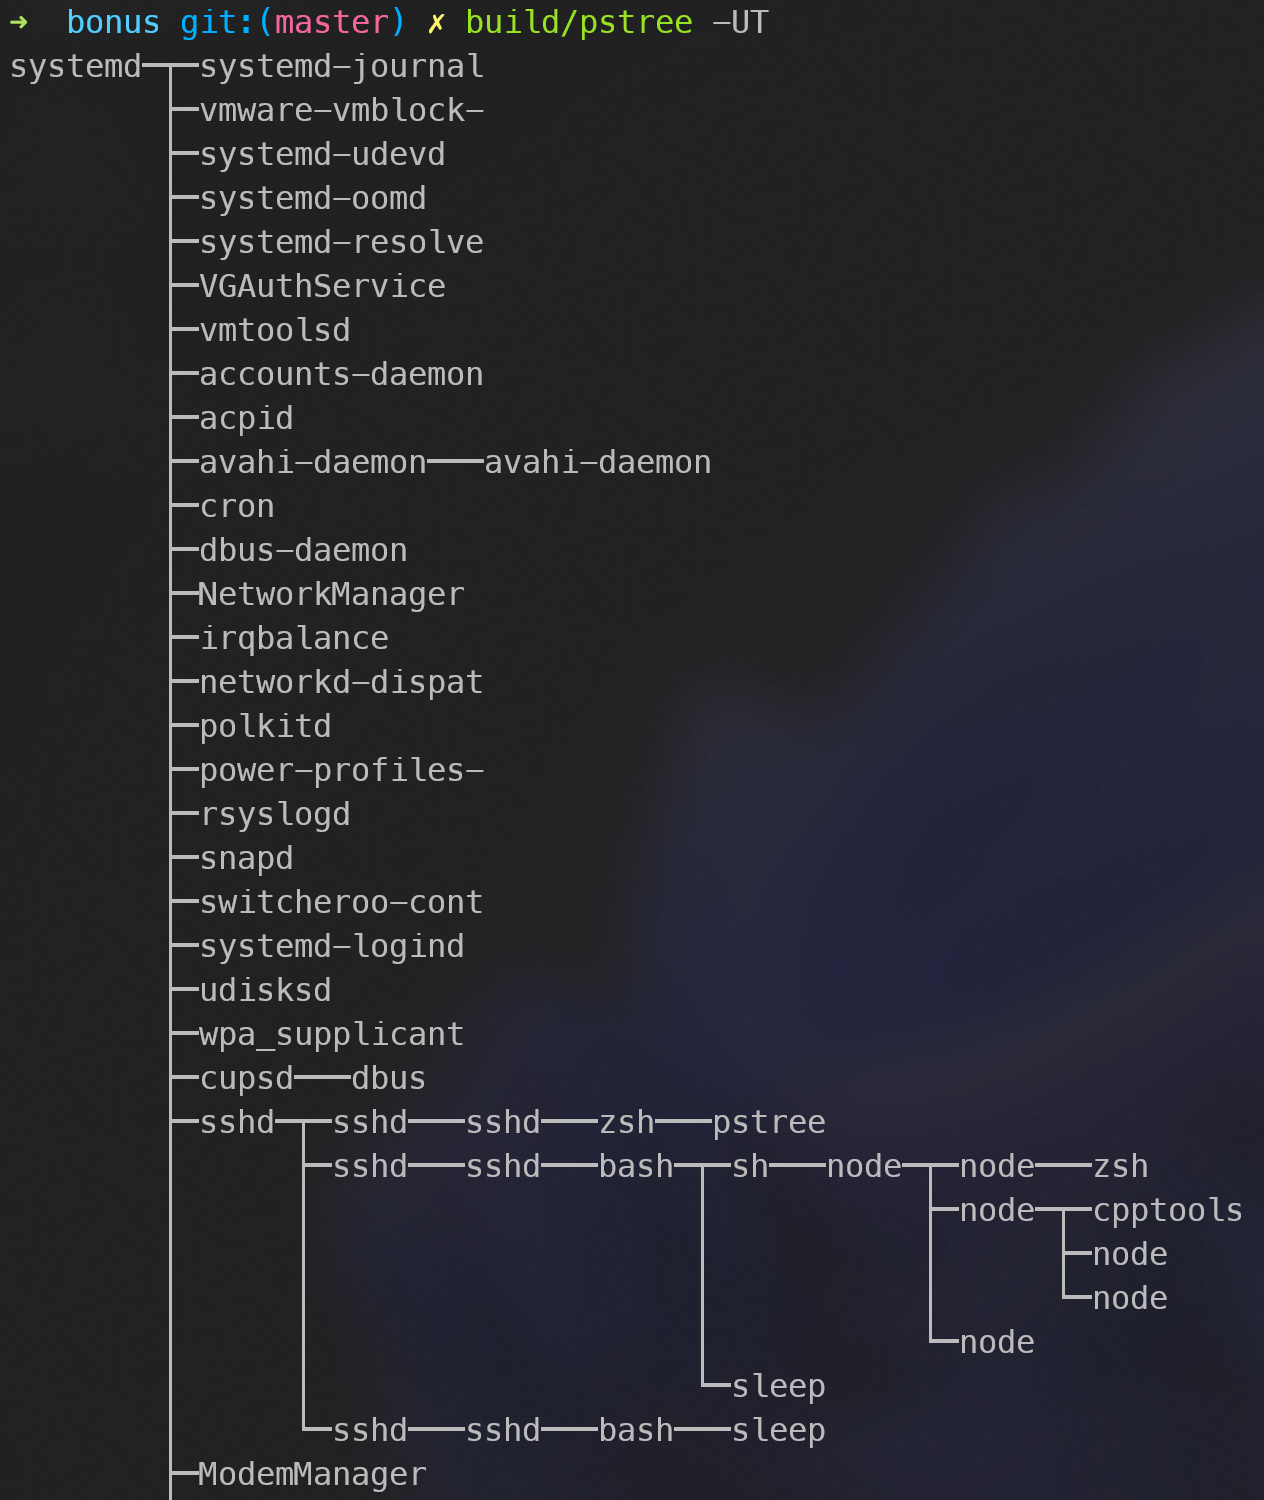 ➜  bonus git:(master) ✗ build/pstree -UT
systemd─┬─systemd-journal
        ├─vmware-vmblock-
        ├─systemd-udevd
        ├─systemd-oomd
        ├─systemd-resolve
        ├─VGAuthService
        ├─vmtoolsd
        ├─accounts-daemon
        ├─acpid
        ├─avahi-daemon───avahi-daemon
        ├─cron
        ├─dbus-daemon
        ├─NetworkManager
        ├─irqbalance
        ├─networkd-dispat
        ├─polkitd
        ├─power-profiles-
        ├─rsyslogd
        ├─snapd
        ├─switcheroo-cont
        ├─systemd-logind
        ├─udisksd
        ├─wpa_supplicant
        ├─cupsd───dbus
        ├─sshd─┬─sshd───sshd───zsh───pstree
        │      ├─sshd───sshd───bash─┬─sh───node─┬─node───zsh
        │      │                    │           ├─node─┬─cpptools
        │      │                    │           │      ├─node
        │      │                    │           │      └─node
        │      │                    │           └─node
        │      │                    └─sleep
        │      └─sshd───sshd───bash───sleep
        ├─ModemManager